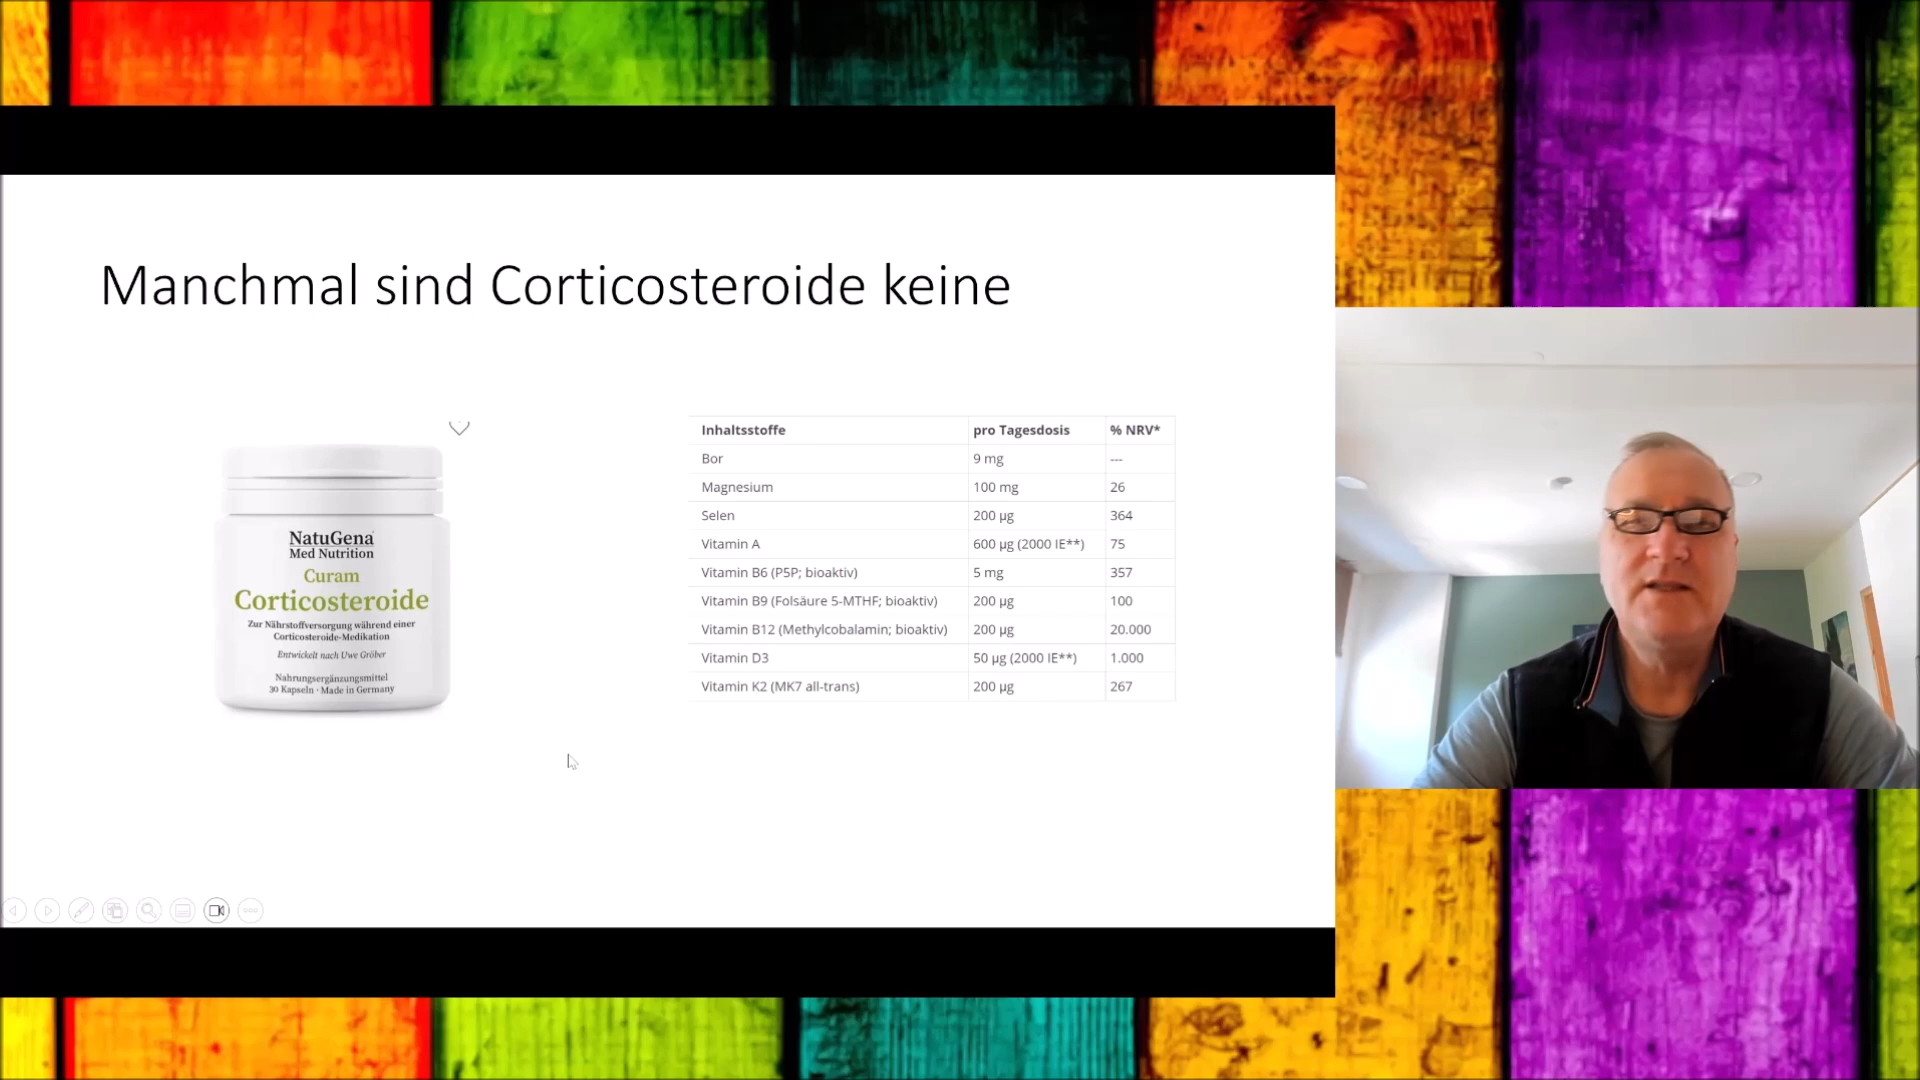 Manchmal sind Corticosteroide keine
NatuGena
Med Nutrition
Curam
Corticosteroide
Zur Nährstoffversorgung während einer
Corticosteroide-Medikation
Entwickelt nach Uwe Gröber
Nahrungsergänzungsmittel
30 Kapseln · Made in Germany
Inhaltsstoffe pro Tagesdosis % NRV*
Bor 9 mg ---
Magnesium 100 mg 26
Selen 200 µg 364
Vitamin A 600 µg (2000 IE**) 75
Vitamin B6 (P5P; bioaktiv) 5 mg 357
Vitamin B9 (Folsäure 5-MTHF; bioaktiv) 200 µg 100
Vitamin B12 (Methylcobalamin; bioaktiv) 200 µg 20.000
Vitamin D3 50 µg (2000 IE**) 1.000
Vitamin K2 (MK7 all-trans) 200 µg 267